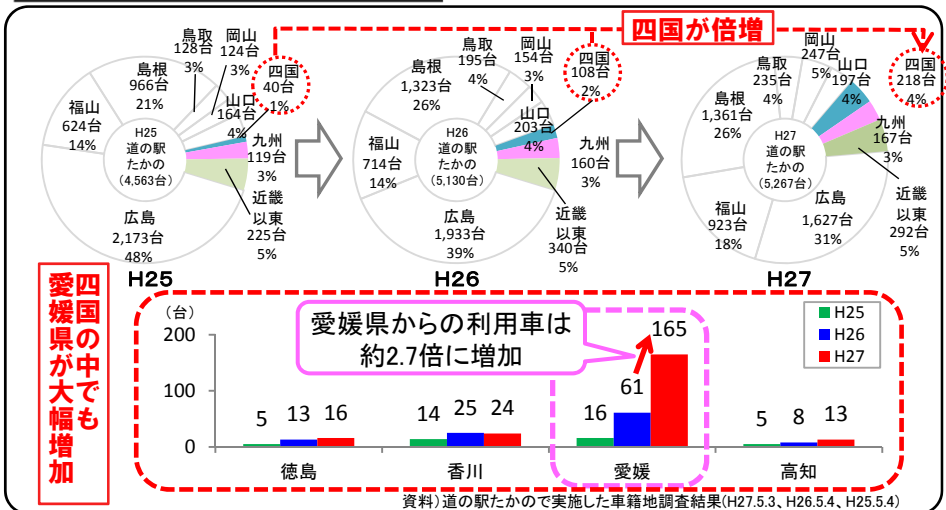 四国が倍増
鳥取
128台
3%
岡山
124台
3%
四国
40台
1%
島根
966台
21%
山口
164台
4%
福山
624台
14%
九州
119台
3%
H25
道の駅
たかの
(4,563台)
近畿
以東
225台
5%
広島
2,173台
48%
H25
鳥取
195台
4%
岡山
154台
3%
四国
108台
2%
島根
1,323台
26%
山口
203台
4%
福山
714台
14%
九州
160台
3%
H26
道の駅
たかの
(5,130台)
近畿
以東
340台
5%
広島
1,933台
39%
H26
鳥取
235台
4%
岡山
247台
5%
山口
197台
4%
四国
218台
4%
島根
1,361台
26%
九州
167台
3%
H27
道の駅
たかの
(5,267台)
近畿
以東
292台
5%
福山
923台
18%
広島
1,627台
31%
H27
四国の中でも
愛媛県が大幅増加
(台)
200
100
0
愛媛県からの利用車は
約2.7倍に増加
H25
H26
H27
5 13 16
14 25 24
16 61 165
5 8 13
徳島 香川 愛媛 高知
資料)道の駅たかので実施した車籍地調査結果(H27.5.3、H26.5.4、H25.5.4)